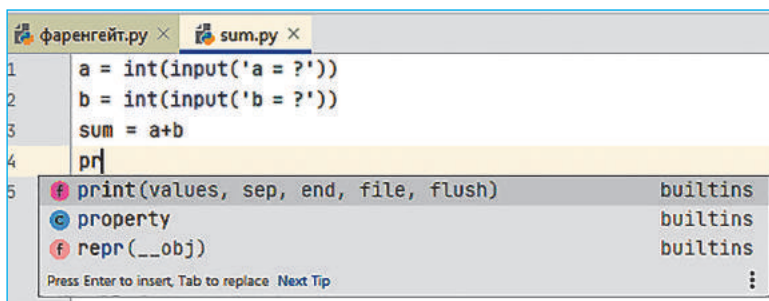 фаренгейт.py × sum.py ×
1 a = int(input('a = ?'))
2 b = int(input('b = ?'))
3 sum = a+b
4 pr
5 f print(values, sep, end, file, flush) builtins
c property builtins
f repr(__obj) builtins
Press Enter to insert, Tab to replace Next Tip